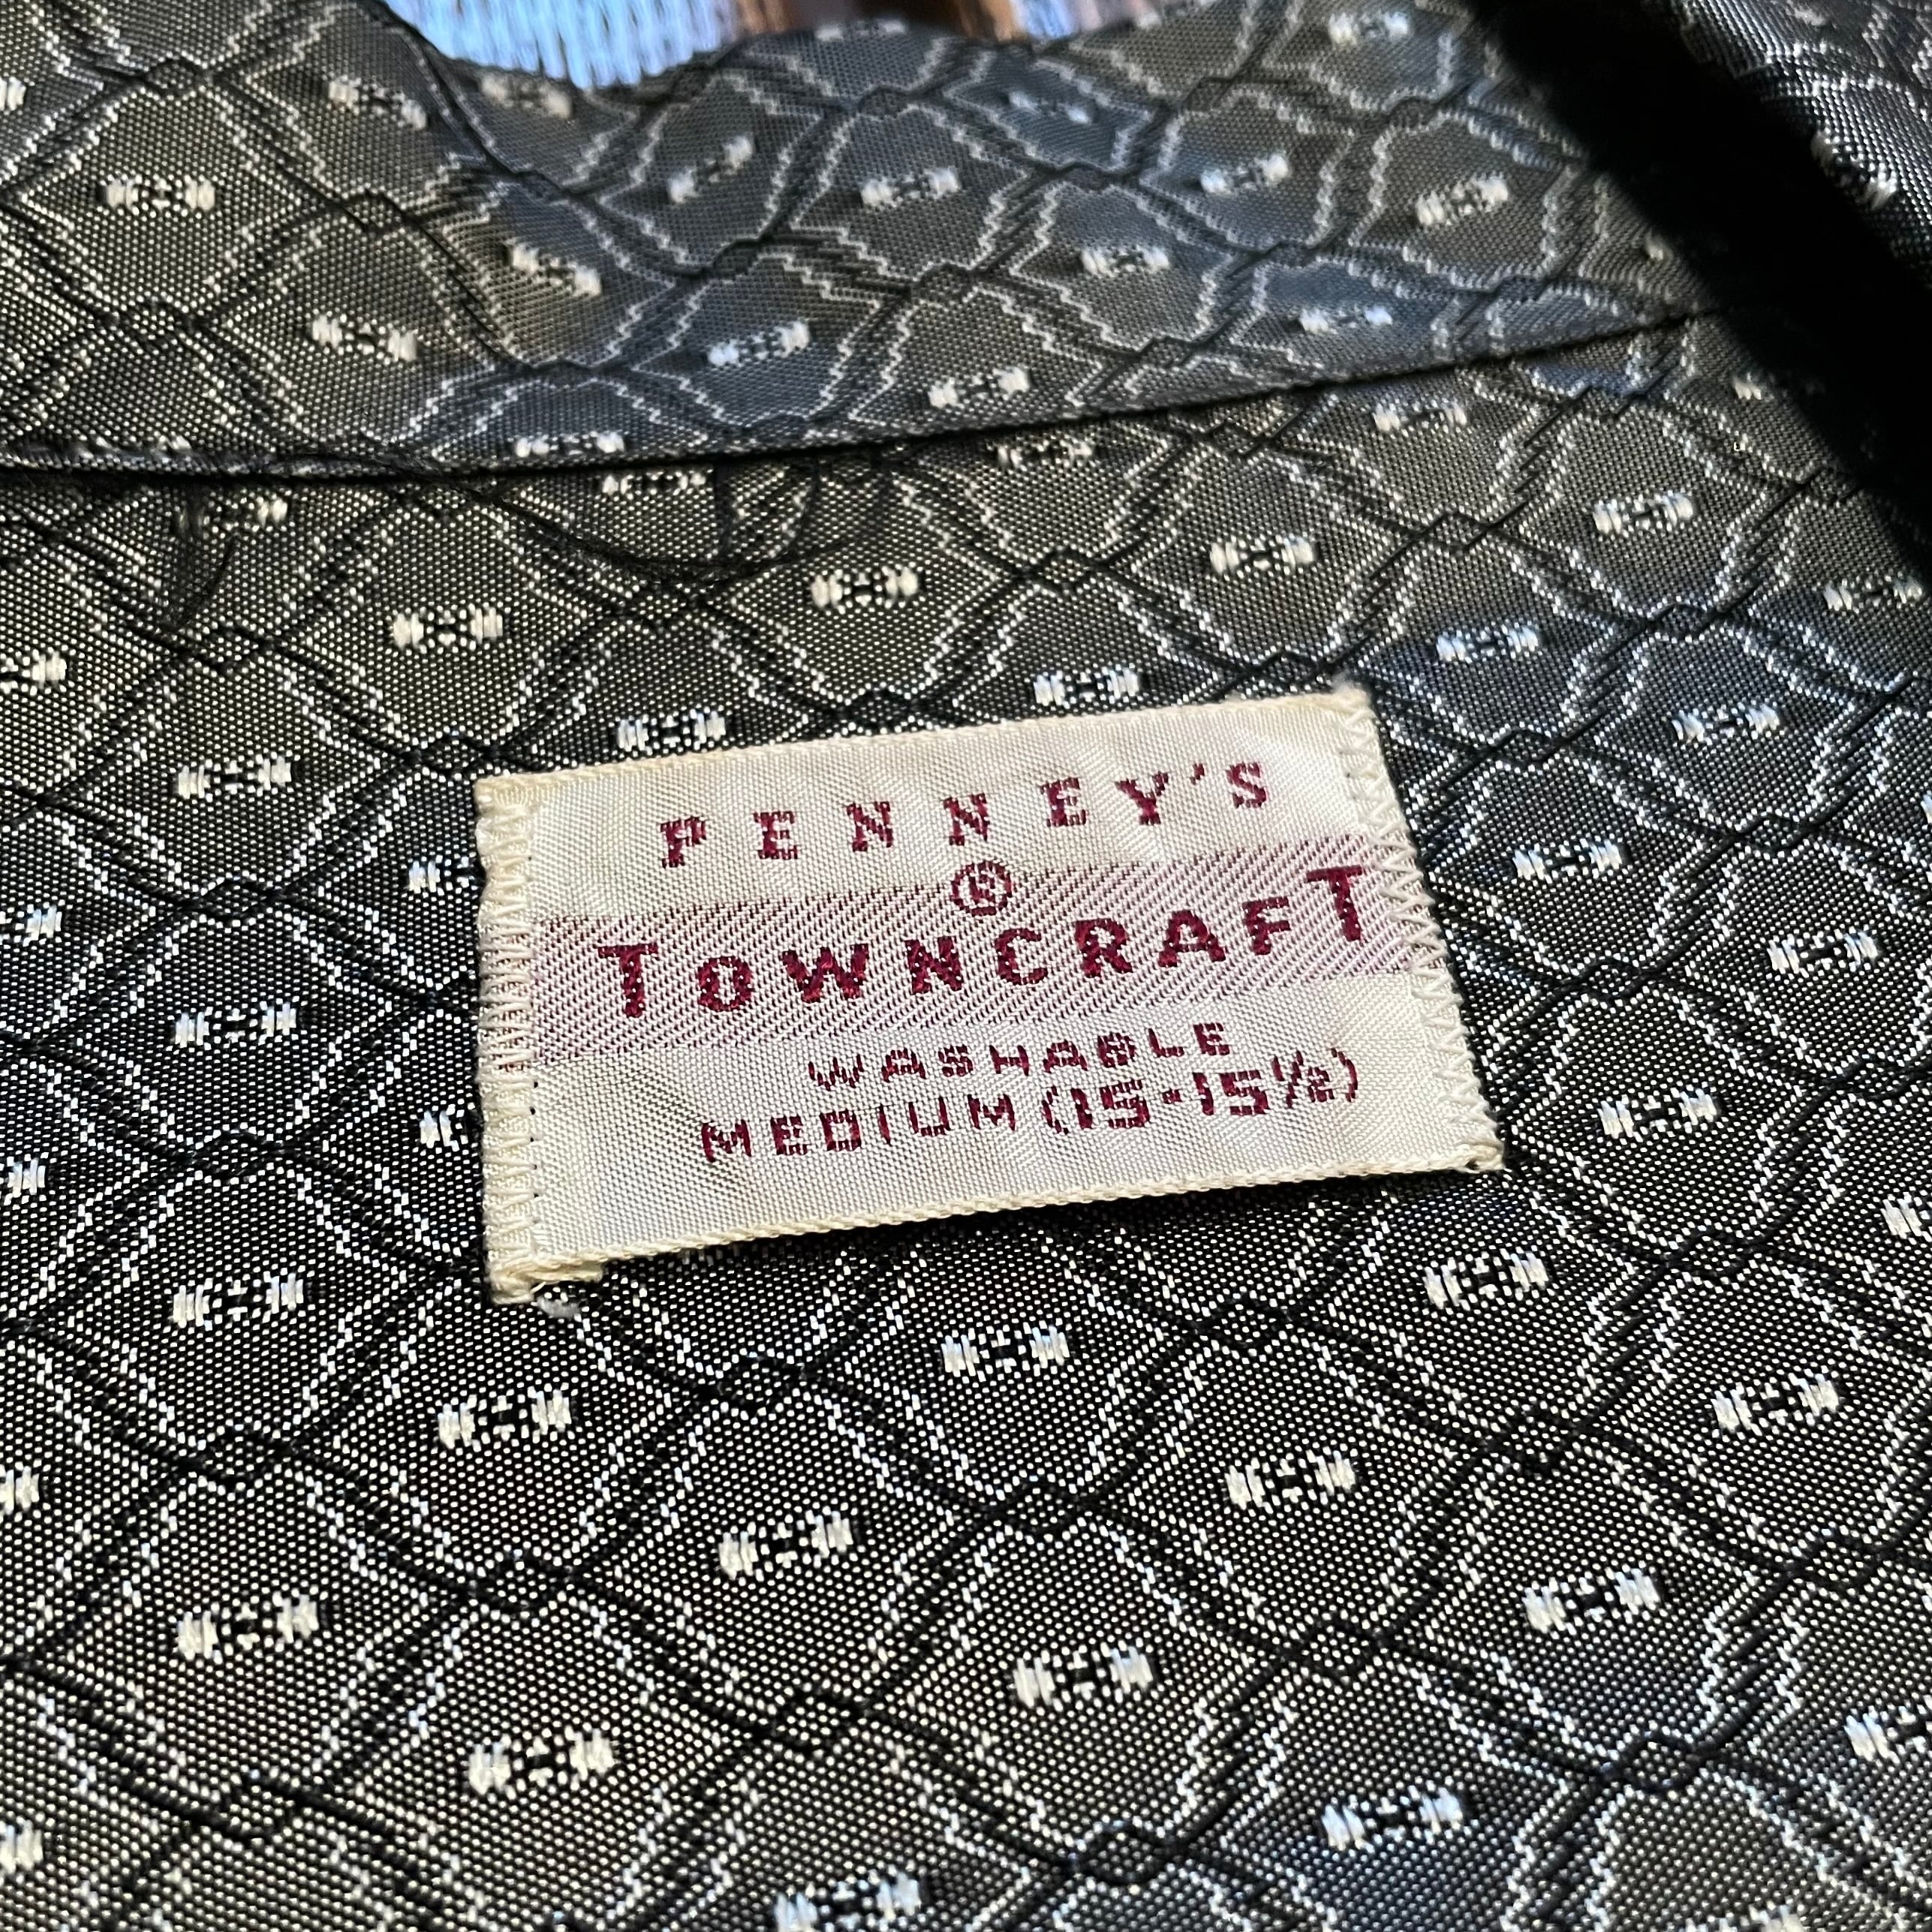 PENNEY'S
®
TOWNCRAFT
WASHABLE
MEDIUM (15-15½)